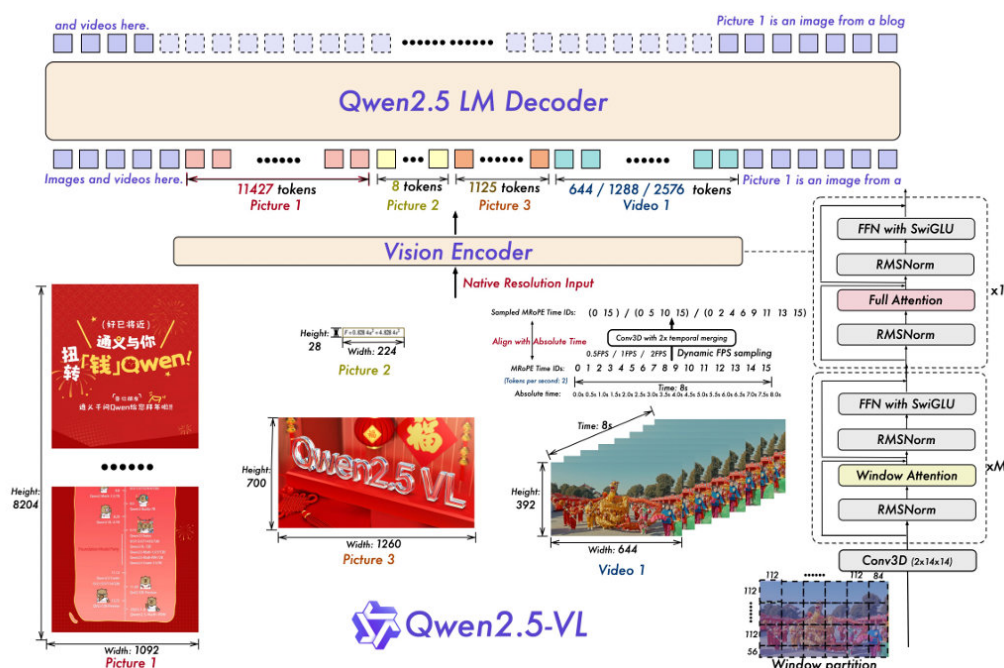 and videos here.
Picture 1 is an image from a blog
Qwen2.5 LM Decoder
Images and videos here.
11427 tokens
Picture 1
8 tokens
Picture 2
1125 tokens
Picture 3
644 / 1288 / 2576 tokens
Video 1
Picture 1 is an image from a
Vision Encoder
Native Resolution Input
FFN with SwiGLU
RMSNorm
Full Attention
RMSNorm
x1
FFN with SwiGLU
RMSNorm
Window Attention
RMSNorm
xM
Conv3D (2x14x14)
112
112
84
112
112
56
Window partition
Height:
8204
(好已将近)
通义与你
扭转「钱」Qwen!
Width: 1092
Picture 1
Height:
28
Width: 224
Picture 2
Height:
700
福
福
Qwen2.5 VL
Width: 1260
Picture 3
Sampled MRoPE Time IDs: (0 15) / (0 5 10 15) / (0 2 4 6 9 11 13 15)
Align with Absolute Time
Conv3D with 2x temporal merging
0.5FPS / 1FPS / 2FPS
Dynamic FPS sampling
MRoPE Time IDs: 0 1 2 3 4 5 6 7 8 9 10 11 12 13 14 15
(Tokens per second: 2)
Time: 8s
Absolute time: 0.0s 0.5s 1.0s 1.5s 2.0s 2.5s 3.0s 3.5s 4.0s 4.5s 5.0s 5.5s 6.0s 6.5s 7.0s 7.5s 8.0s
Time: 8s
Height:
392
Width: 644
Video 1
Qwen2.5-VL